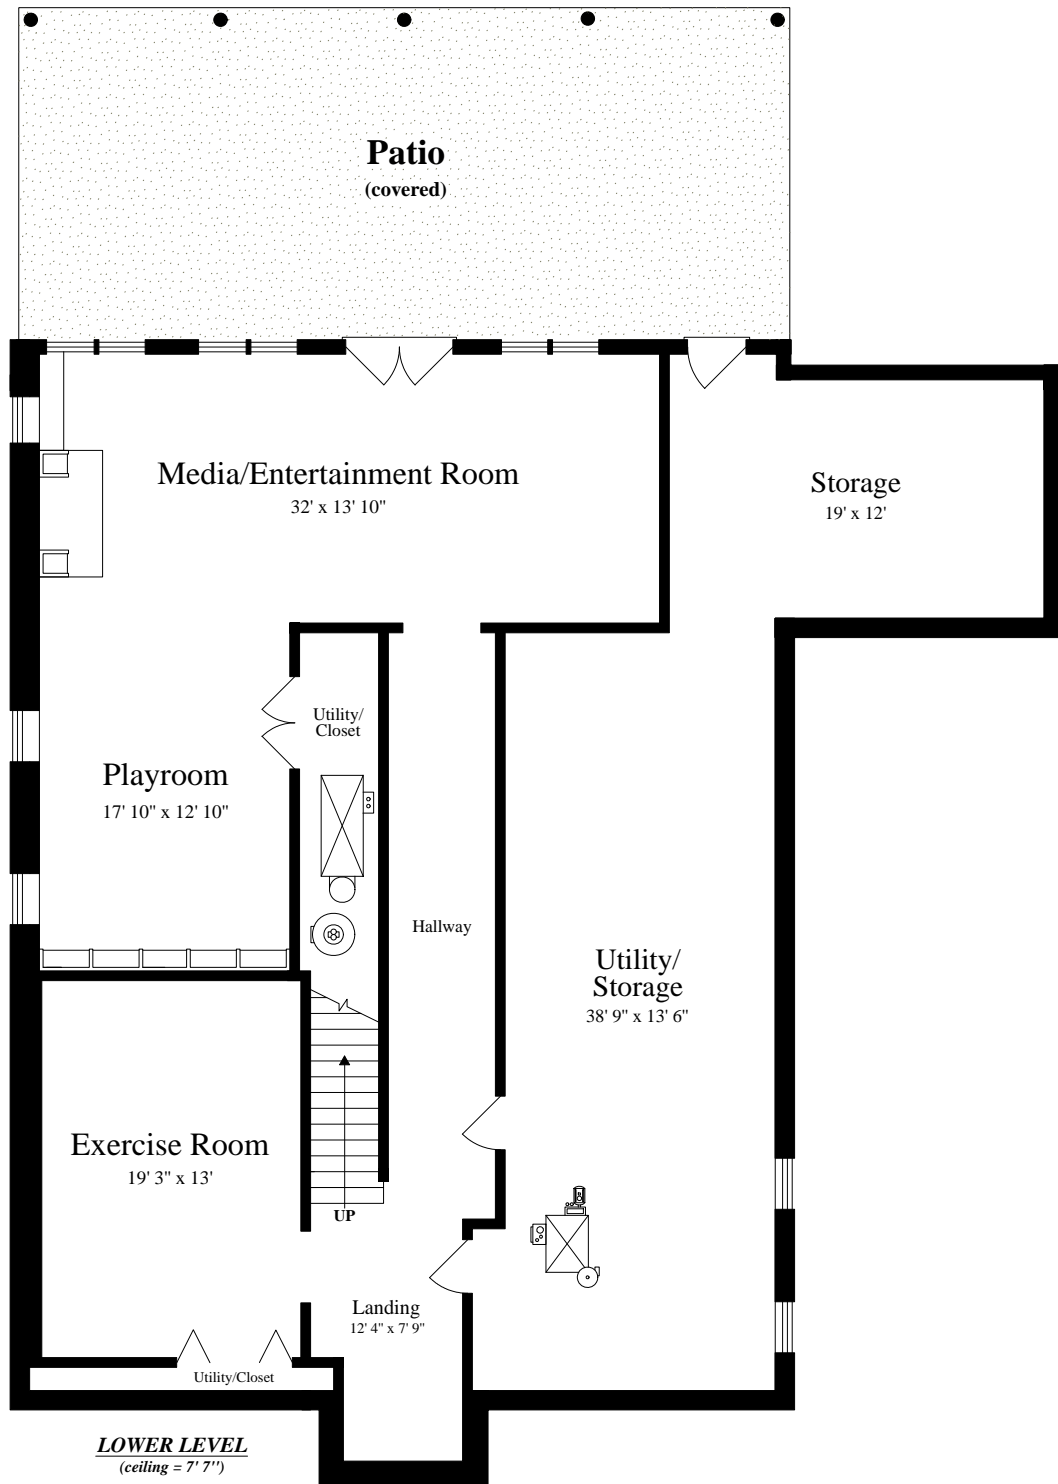 Patio
(covered)
Media/Entertainment Room
32' x 13' 10"
Storage
19' x 12'
Utility/
Closet
Playroom
17' 10" x 12' 10"
Hallway
Utility/
Storage
38' 9" x 13' 6"
Exercise Room
19' 3" x 13'
UP
Landing
12' 4" x 7' 9"
Utility/Closet
LOWER LEVEL
(ceiling = 7' 7")